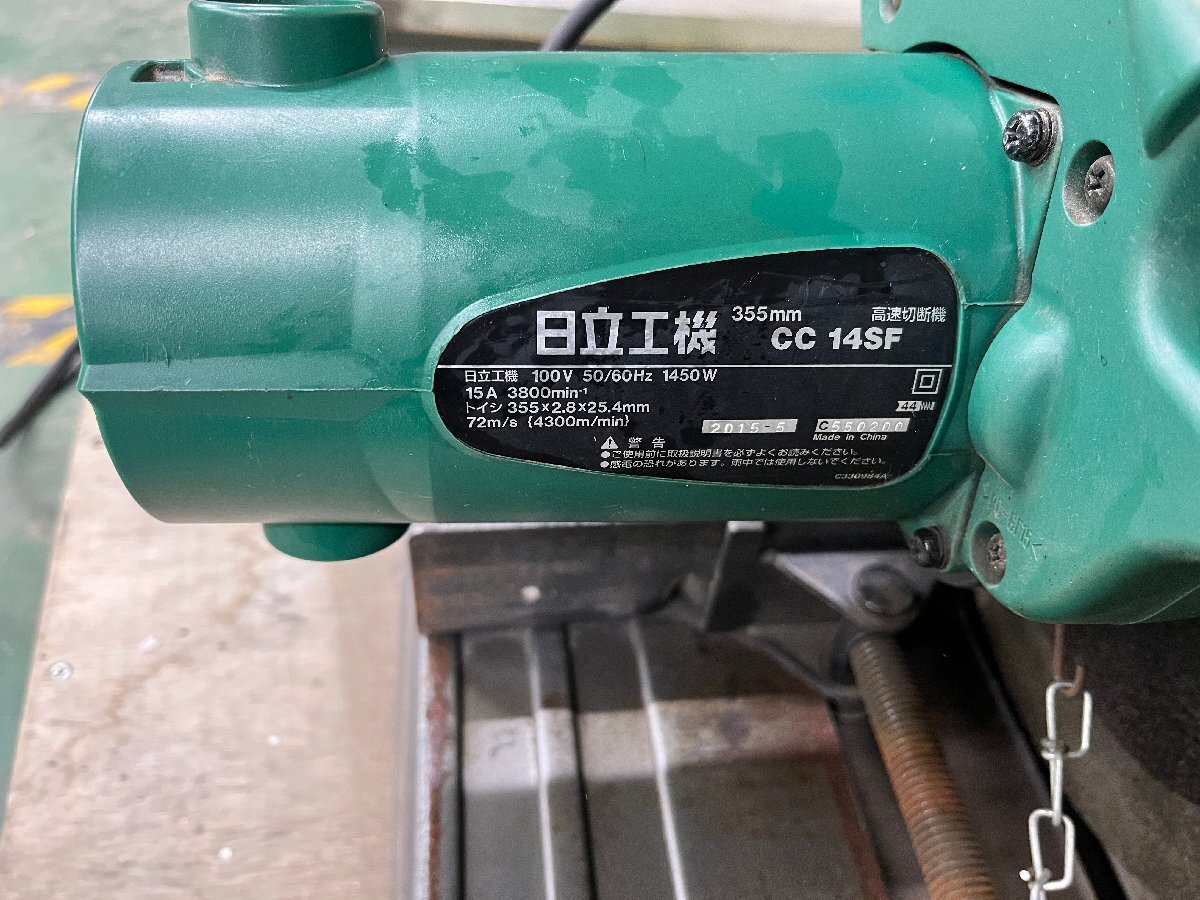 日立工機 355mm 高速切断機
CC 14SF
日立工機 100V 50/60Hz 1450W
15A 3800min⁻¹
トイシ 355×2.8×25.4mm
72m/s {4300m/min}
44
2015-5 C550200
Made in China
警告
●ご使用前に取扱説明書を必ずよくお読みください。
●感電の恐れがあります。雨中では使用しないでください。
C330984A